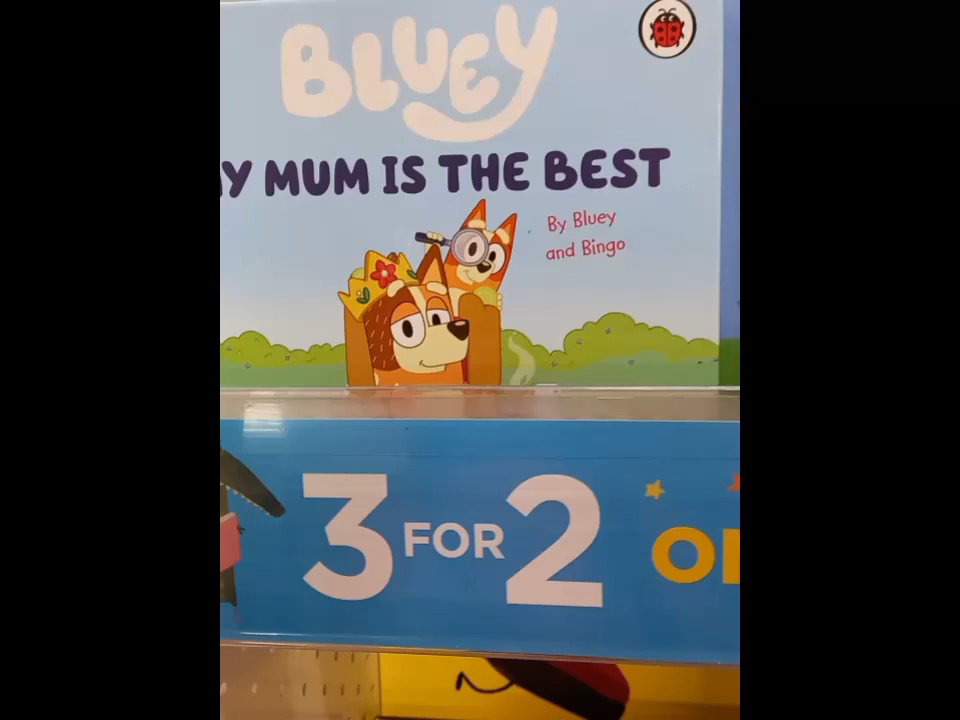 BLUEY
Y MUM IS THE BEST
By Bluey
and Bingo
3 FOR 2